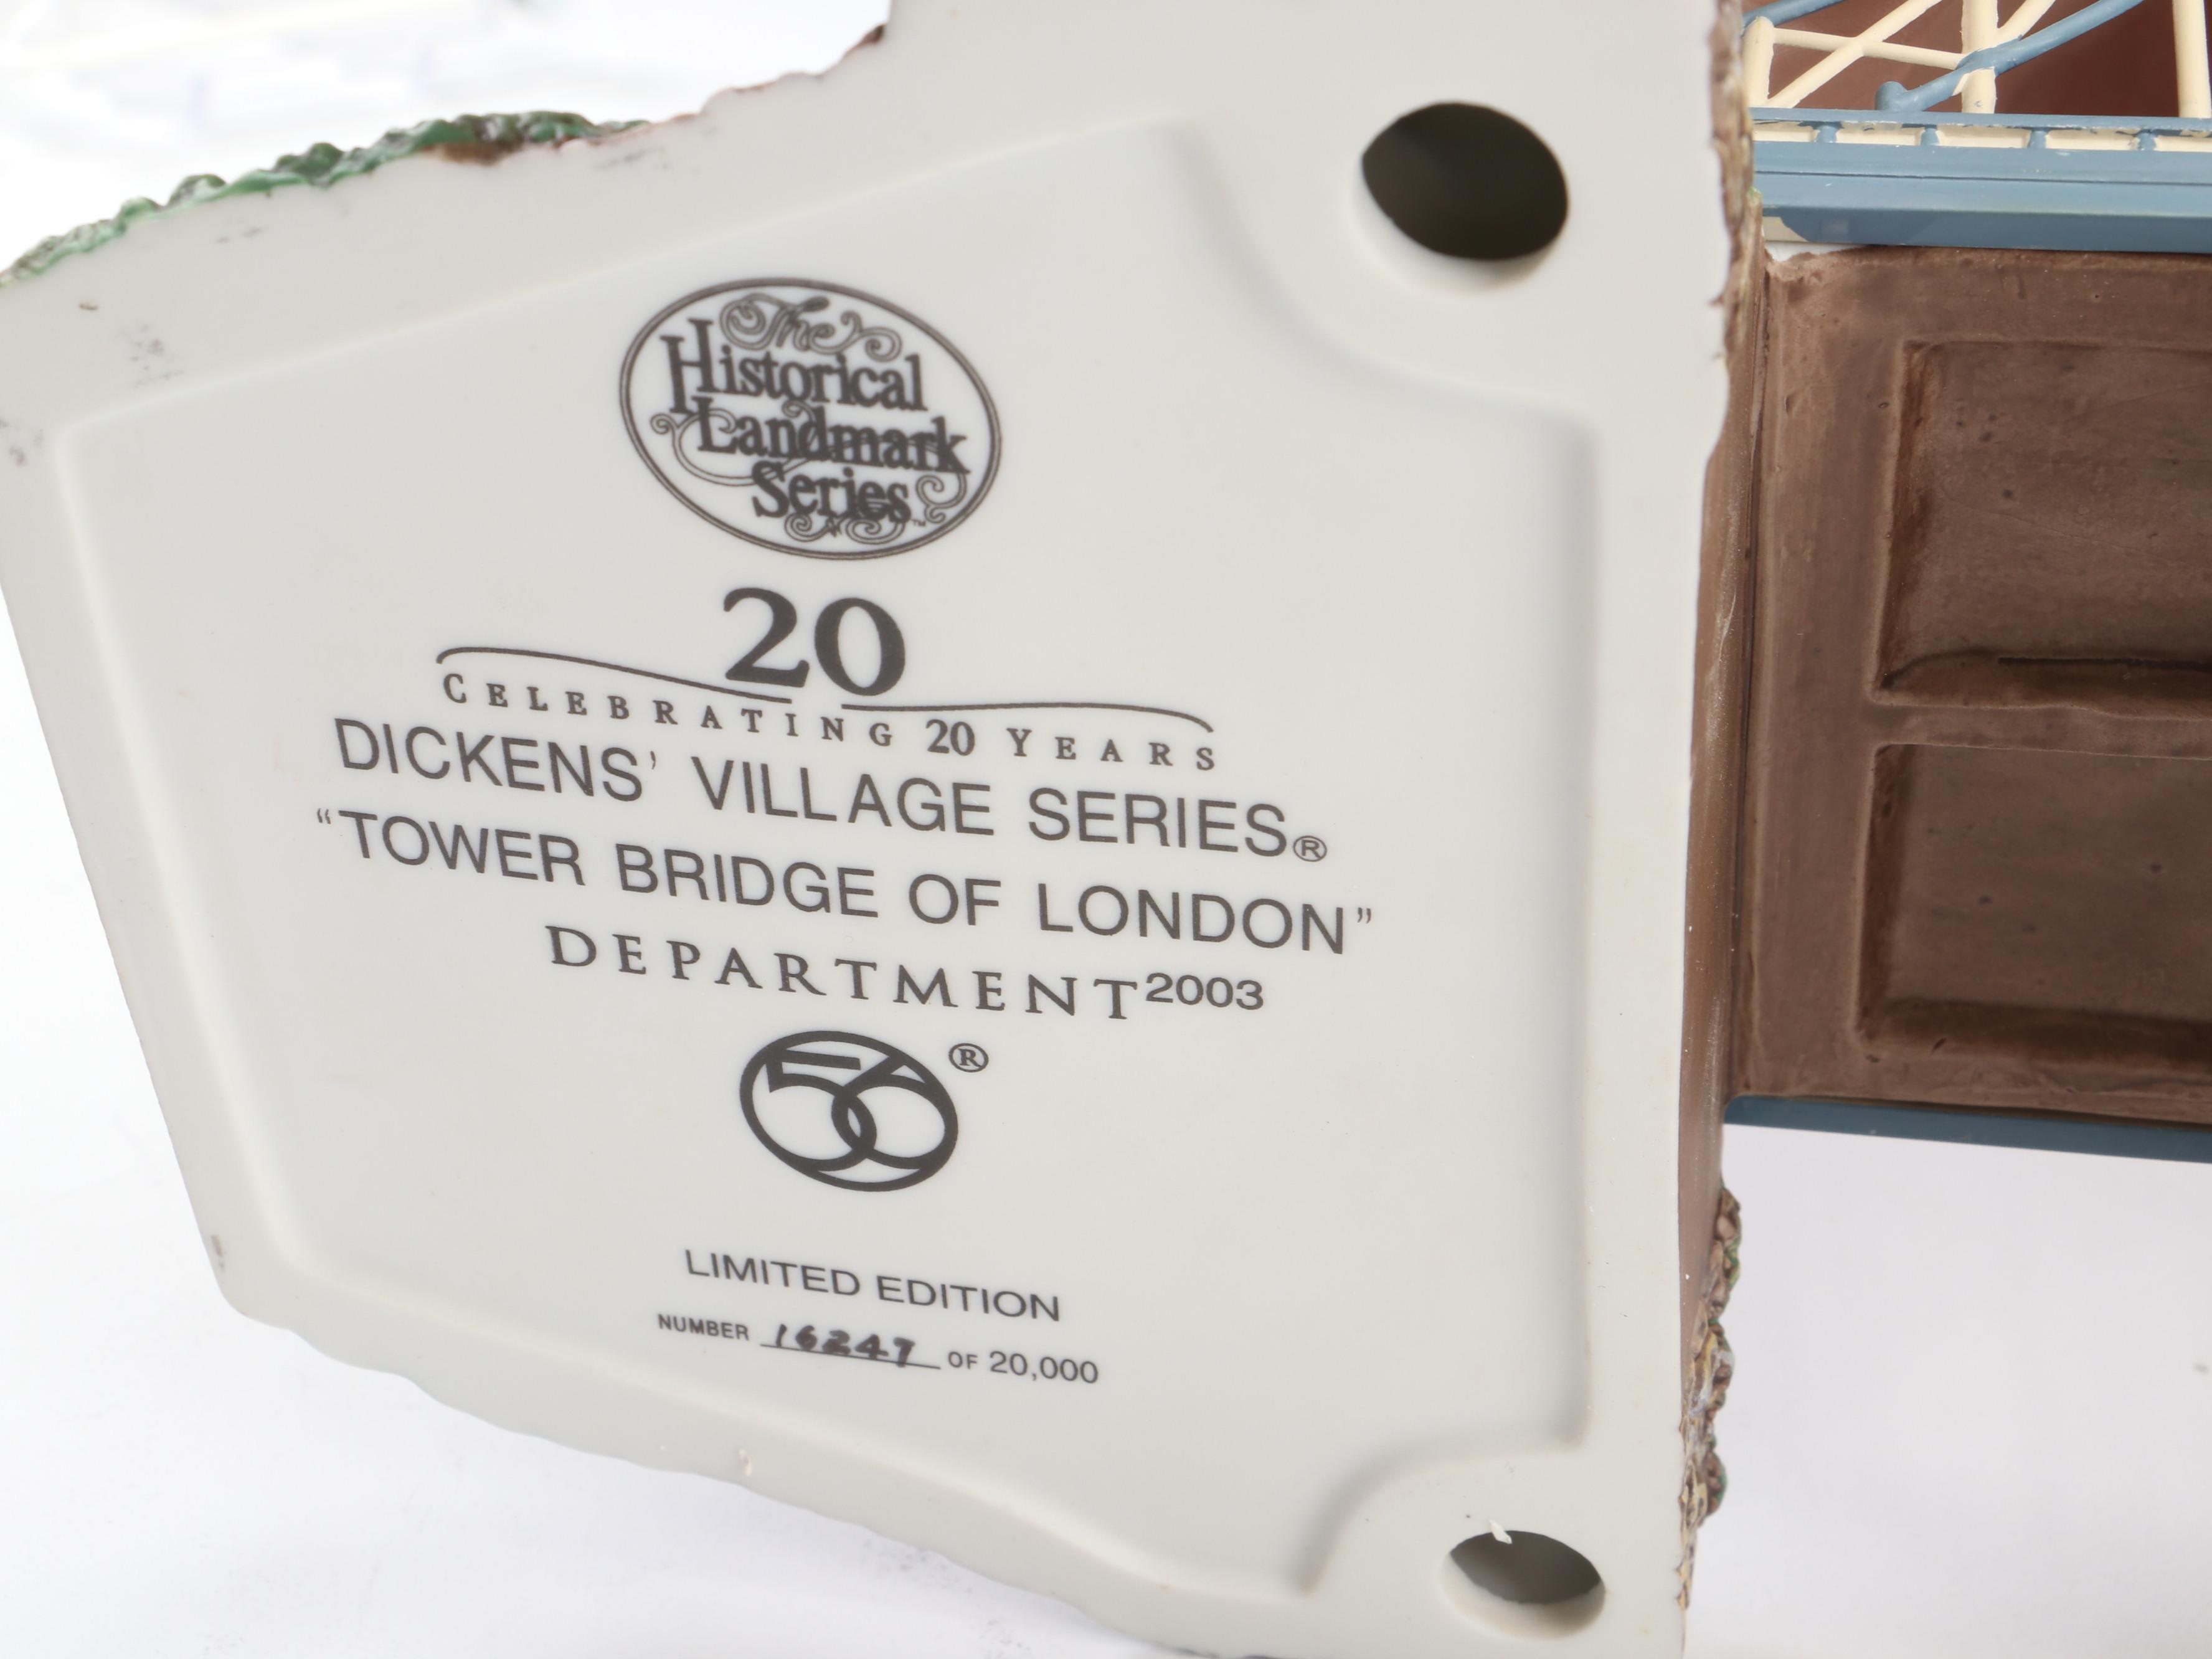 The
Historical
Landmark
Series™
20
CELEBRATING 20 YEARS
DICKENS' VILLAGE SERIES®
“TOWER BRIDGE OF LONDON”
DEPARTMENT 2003
56®
LIMITED EDITION
NUMBER 16247 OF 20,000